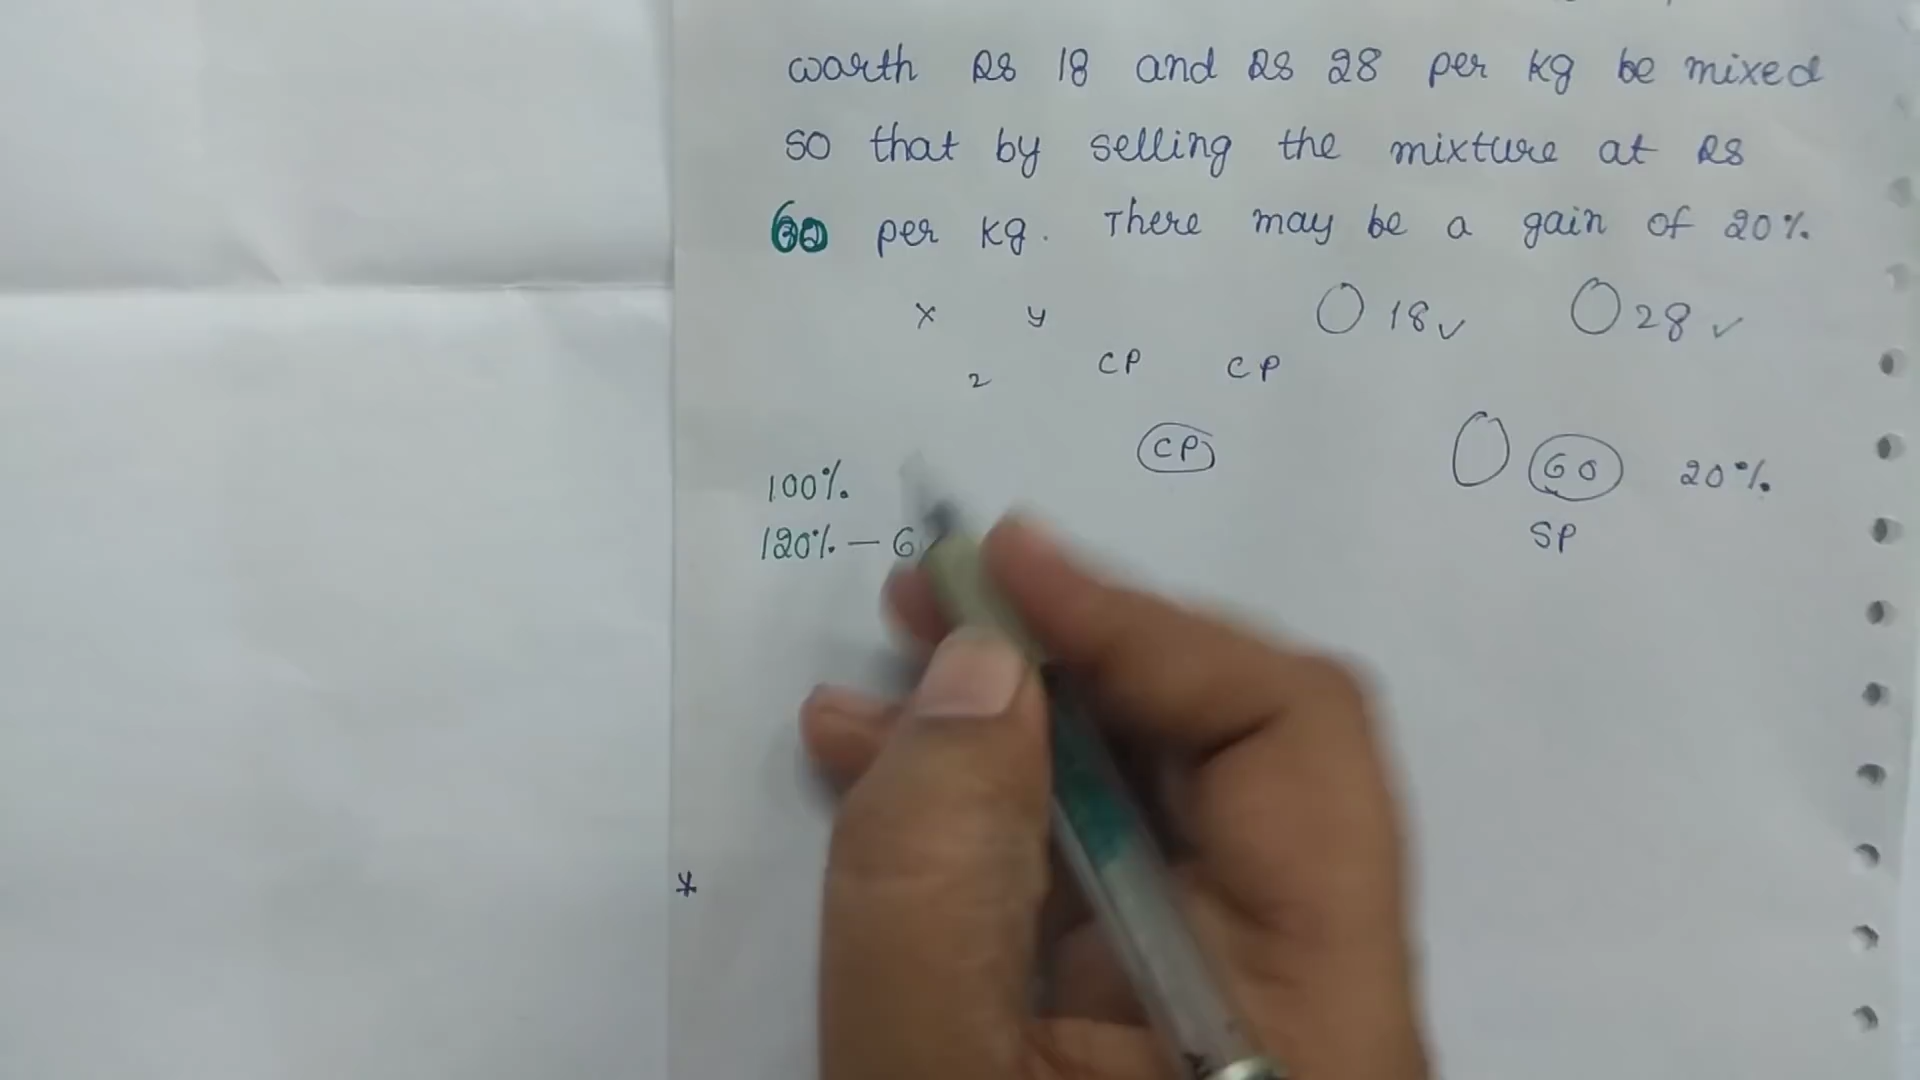 worth Rs 18 and Rs 28 per kg be mixed
so that by selling the mixture at Rs
60 per kg. There may be a gain of 20%.
x y 18✓ 28✓
2 CP CP
CP 60 20%.
100%.
120%. — 6
SP